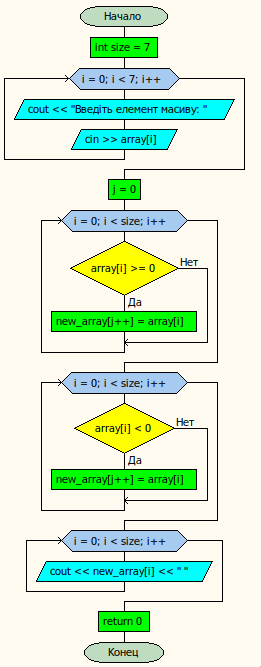 Начало
int size = 7
i = 0; i < 7; i++
cout << "Введіть елемент масиву: "
cin >> array[i]
j = 0
i = 0; i < size; i++
array[i] >= 0
Нет
Да
new_array[j++] = array[i]
i = 0; i < size; i++
array[i] < 0
Нет
Да
new_array[j++] = array[i]
i = 0; i < size; i++
cout << new_array[i] << " "
return 0
Конец